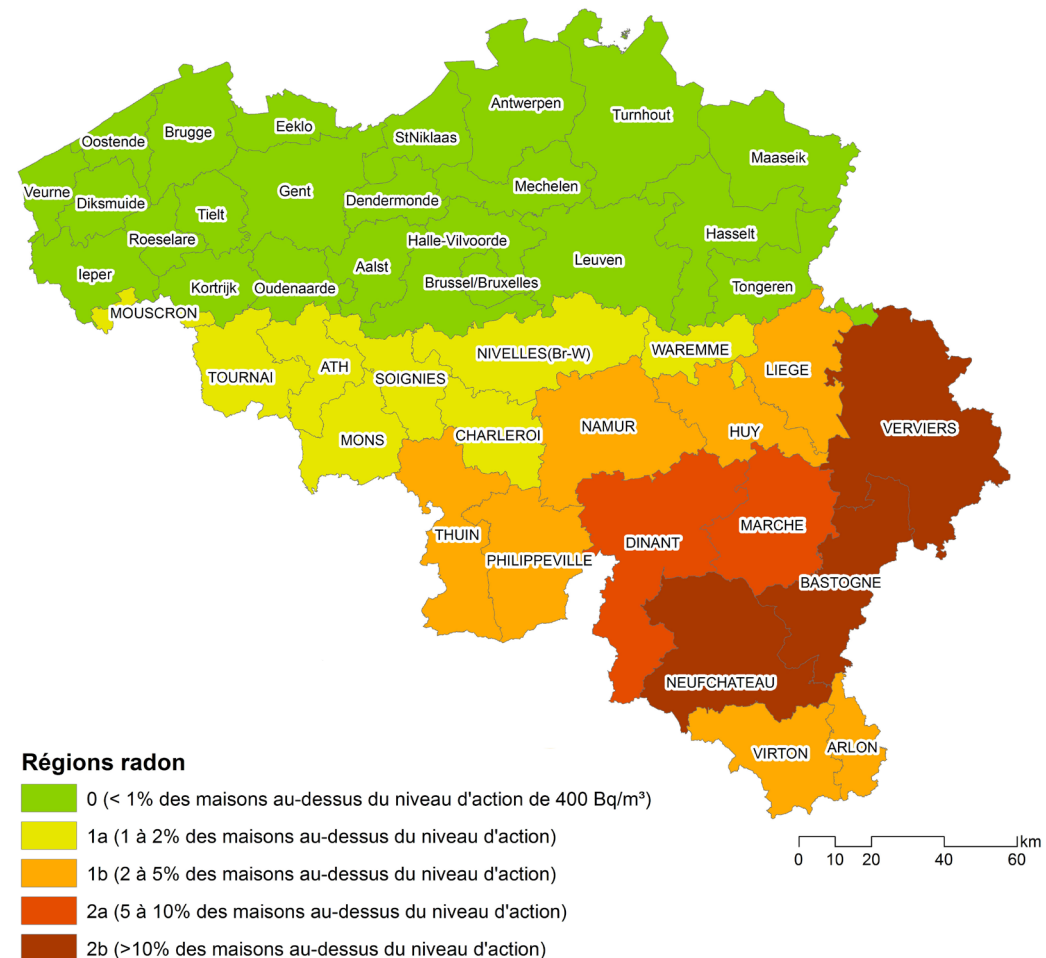 Antwerpen
Turnhout
Eeklo
Brugge
StNiklaas
Oostende
Maaseik
Mechelen
Veurne
Gent
Diksmuide
Dendermonde
Tielt
Hasselt
Roeselare
Halle-Vilvoorde
Leuven
Aalst
Ieper
Brussel/Bruxelles
Kortrijk
Oudenaarde
Tongeren
MOUSCRON
NIVELLES(Br-W)
WAREMME
ATH
LIEGE
TOURNAI
SOIGNIES
NAMUR
VERVIERS
HUY
CHARLEROI
MONS
MARCHE
THUIN
DINANT
PHILIPPEVILLE
BASTOGNE
NEUFCHATEAU
ARLON
VIRTON
Régions radon
0 (< 1% des maisons au-dessus du niveau d'action de 400 Bq/m³)
1a (1 à 2% des maisons au-dessus du niveau d'action)
1b (2 à 5% des maisons au-dessus du niveau d'action)
2a (5 à 10% des maisons au-dessus du niveau d'action)
2b (>10% des maisons au-dessus du niveau d'action)
km
0 10 20 40 60